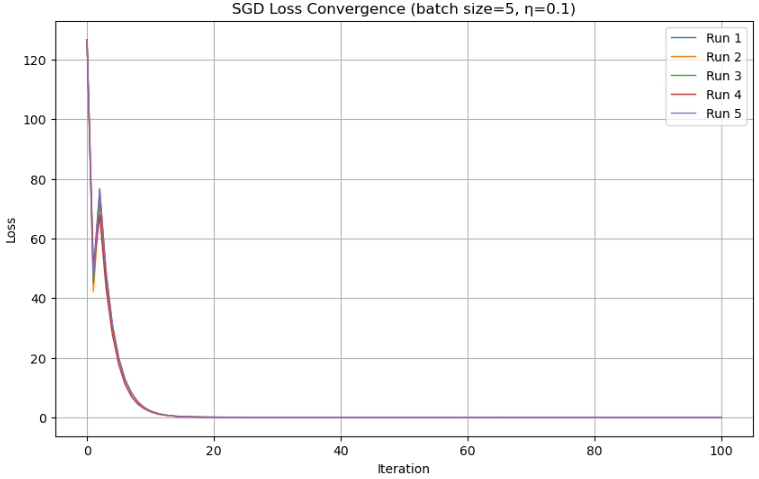 SGD Loss Convergence (batch size=5, η=0.1)
Run 1
Run 2
Run 3
Run 4
Run 5
Loss
120
100
80
60
40
20
0
0 20 40 60 80 100
Iteration